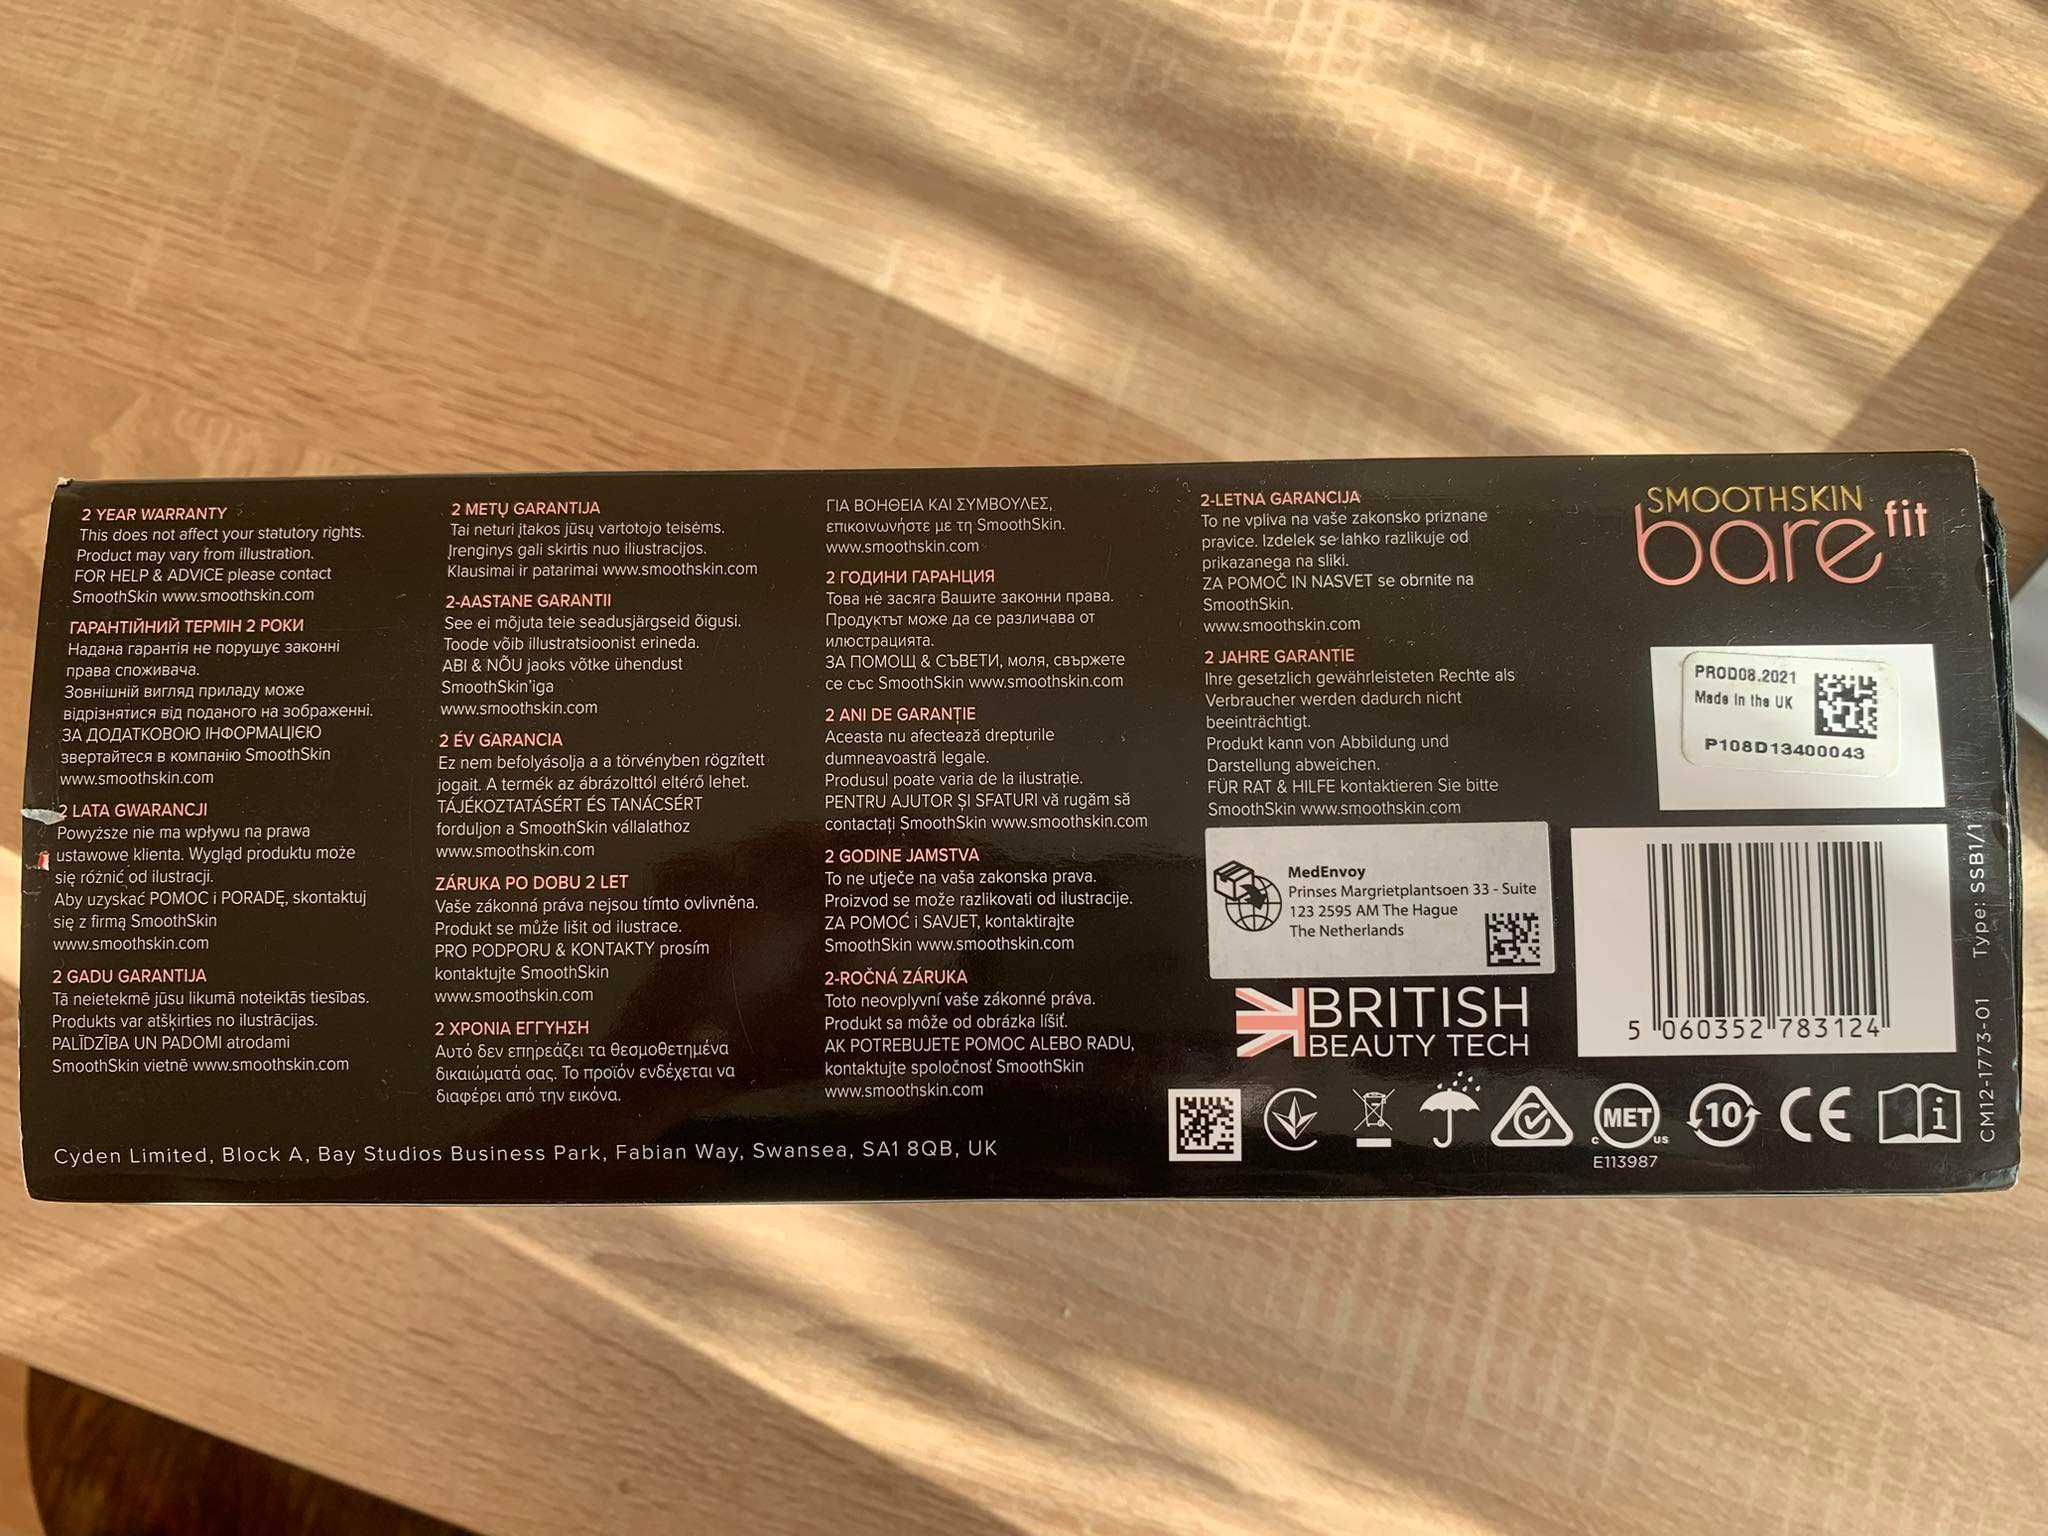 2 YEAR WARRANTY
This does not affect your statutory rights.
Product may vary from illustration.
FOR HELP & ADVICE please contact
SmoothSkin www.smoothskin.com
ГАРАНТІЙНИЙ ТЕРМІН 2 РОКИ
Надана гарантія не порушує законні
права споживача.
Зовнішній вигляд приладу може
відрізнятися від поданого на зображенні.
ЗА ДОДАТКОВОЮ ІНФОРМАЦІЄЮ
звертайтеся в компанію SmoothSkin
www.smoothskin.com
2 LATA GWARANCJI
Powyższe nie ma wpływu na prawa
ustawowe klienta. Wygląd produktu może
się różnić od ilustracji.
Aby uzyskać POMOC i PORADĘ, skontaktuj
się z firmą SmoothSkin
www.smoothskin.com
2 GADU GARANTIJA
Tā neietekmē jūsu likumā noteiktās tiesības.
Produkts var atšķirties no ilustrācijas.
PALĪDZĪBA UN PADOMI atrodami
SmoothSkin vietnē www.smoothskin.com
2 METŲ GARANTIJA
Tai neturi įtakos jūsų vartotojo teisėms.
Įrenginys gali skirtis nuo iliustracijos.
Klausimai ir patarimai www.smoothskin.com
2-AASTANE GARANTII
See ei mõjuta teie seadusjärgseid õigusi.
Toode võib illustratsioonist erineda.
ABI & NÕU jaoks võtke ühendust
SmoothSkin'iga
www.smoothskin.com
2 ÉV GARANCIA
Ez nem befolyásolja a a törvényben rögzített
jogait. A termék az ábrázolttól eltérő lehet.
TÁJÉKOZTATÁSÉRT ÉS TANÁCSÉRT
forduljon a SmoothSkin vállalathoz
www.smoothskin.com
ZÁRUKA PO DOBU 2 LET
Vaše zákonná práva nejsou tímto ovlivněna.
Produkt se může lišit od ilustrace.
PRO PODPORU & KONTAKTY prosím
kontaktujte SmoothSkin
www.smoothskin.com
2 ΧΡΟΝΙΑ ΕΓΓΥΗΣΗ
Αυτό δεν επηρεάζει τα θεσμοθετημένα
δικαιώματά σας. Το προϊόν ενδέχεται να
διαφέρει από την εικόνα.
ΓΙΑ ΒΟΗΘΕΙΑ ΚΑΙ ΣΥΜΒΟΥΛΕΣ,
επικοινωνήστε με τη SmoothSkin.
www.smoothskin.com
2 ГОДИНИ ГАРАНЦИЯ
Това не засяга Вашите законни права.
Продуктът може да се различава от
илюстрацията.
ЗА ПОМОЩ & СЪВЕТИ, моля, свържете
се със SmoothSkin www.smoothskin.com
2 ANI DE GARANȚIE
Aceasta nu afectează drepturile
dumneavoastră legale.
Produsul poate varia de la ilustrație.
PENTRU AJUTOR ȘI SFATURI vă rugăm să
contactați SmoothSkin www.smoothskin.com
2 GODINE JAMSTVA
To ne utječe na vaša zakonska prava.
Proizvod se može razlikovati od ilustracije.
ZA POMOĆ i SAVJET, kontaktirajte
SmoothSkin www.smoothskin.com
2-ROČNÁ ZÁRUKA
Toto neovplyvní vaše zákonné práva.
Produkt sa môže od obrázka líšiť.
AK POTREBUJETE POMOC ALEBO RADU,
kontaktujte spoločnosť SmoothSkin
www.smoothskin.com
2-LETNA GARANCIJA
To ne vpliva na vaše zakonsko priznane
pravice. Izdelek se lahko razlikuje od
prikazanega na sliki.
ZA POMOČ IN NASVET se obrnite na
SmoothSkin.
www.smoothskin.com
2 JAHRE GARANTIE
Ihre gesetzlich gewährleisteten Rechte als
Verbraucher werden dadurch nicht
beeinträchtigt.
Produkt kann von Abbildung und
Darstellung abweichen.
FÜR RAT & HILFE kontaktieren Sie bitte
SmoothSkin www.smoothskin.com
MedEnvoy
Prinses Margrietplantsoen 33 - Suite
123 2595 AM The Hague
The Netherlands
BRITISH
BEAUTY TECH
SMOOTHSKIN
bare fit
PROD08.2021
Made in the UK
P108D13400043
5 060352 783124
Type: SSB1/1
CM12-1773-01
Cyden Limited, Block A, Bay Studios Business Park, Fabian Way, Swansea, SA1 8QB, UK
c MET us
E113987
10
CE
i